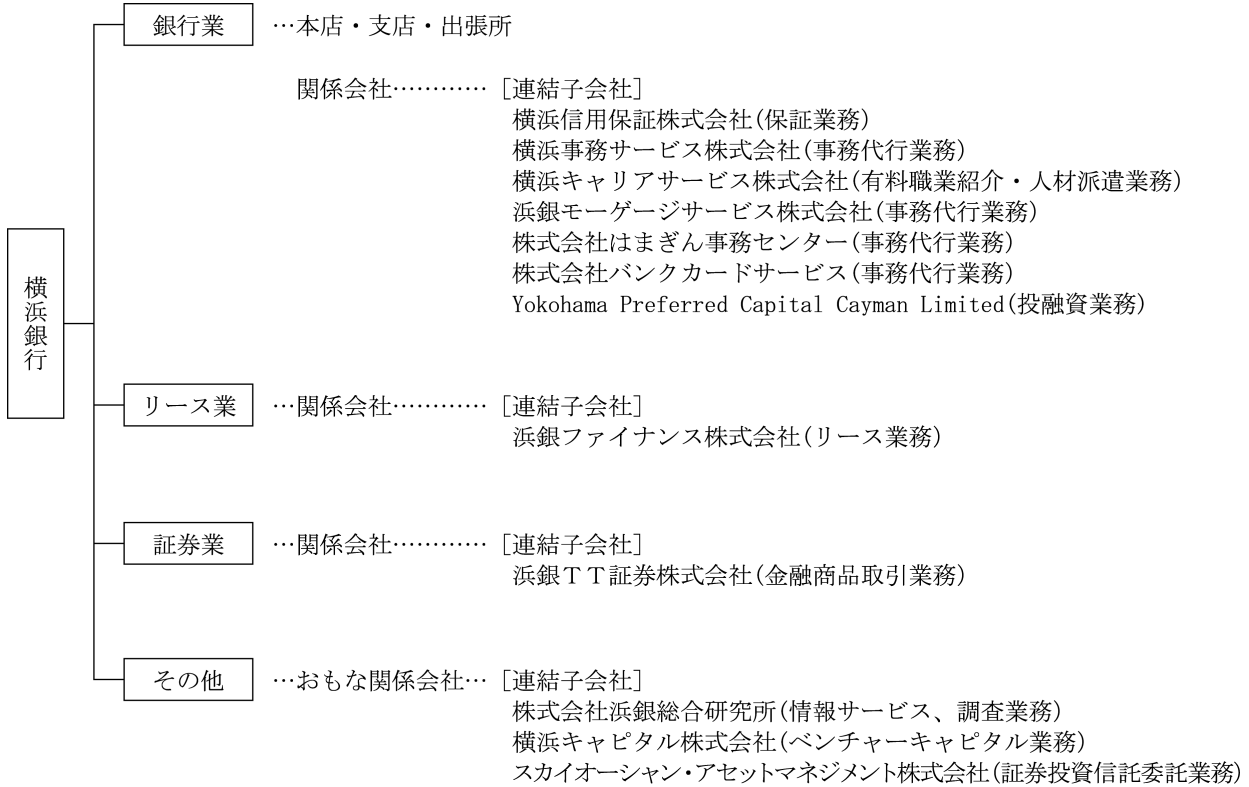 銀行業 …本店・支店・出張所
関係会社………… [連結子会社]
横浜信用保証株式会社(保証業務)
横浜事務サービス株式会社(事務代行業務)
横浜キャリアサービス株式会社(有料職業紹介・人材派遣業務)
浜銀モーゲージサービス株式会社(事務代行業務)
株式会社はまぎん事務センター(事務代行業務)
株式会社バンクカードサービス(事務代行業務)
Yokohama Preferred Capital Cayman Limited(投融資業務)
横浜銀行
リース業 …関係会社………… [連結子会社]
浜銀ファイナンス株式会社(リース業務)
証券業 …関係会社………… [連結子会社]
浜銀TT証券株式会社(金融商品取引業務)
その他 …おもな関係会社… [連結子会社]
株式会社浜銀総合研究所(情報サービス、調査業務)
横浜キャピタル株式会社(ベンチャーキャピタル業務)
スカイオーシャン・アセットマネジメント株式会社(証券投資信託委託業務)